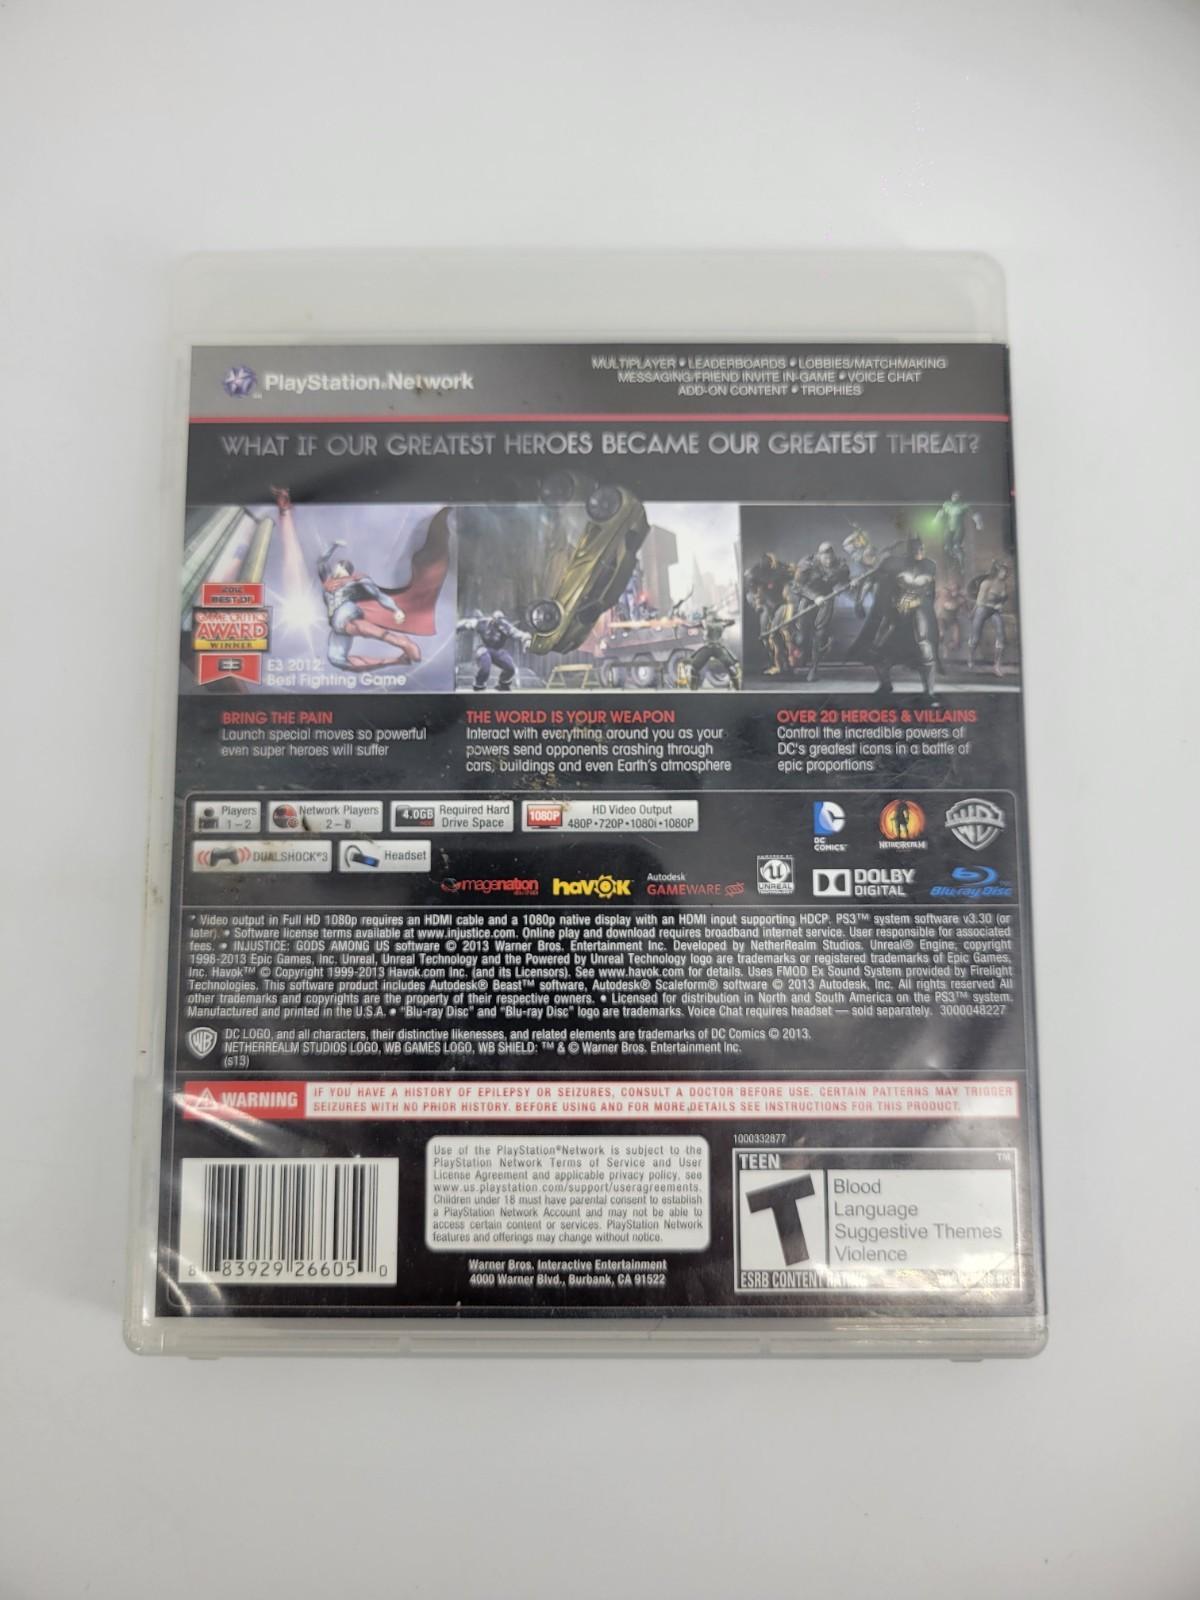 PlayStation®Network
MULTIPLAYER • LEADERBOARDS • LOBBIES/MATCHMAKING
MESSAGING/FRIEND INVITE IN-GAME • VOICE CHAT
ADD-ON CONTENT • TROPHIES
WHAT IF OUR GREATEST HEROES BECAME OUR GREATEST THREAT?
2012
BEST OF
GAME CRITICS
AWARD
WINNER
E3
E3 2012:
Best Fighting Game
BRING THE PAIN
Launch special moves so powerful
even super heroes will suffer
THE WORLD IS YOUR WEAPON
Interact with everything around you as your
powers send opponents crashing through
cars, buildings and even Earth's atmosphere
OVER 20 HEROES & VILLAINS
Control the incredible powers of
DC's greatest icons in a battle of
epic proportions
Players
1–2
Network Players
2–8
4.0GB
Required Hard
Drive Space
1080P
HD Video Output
480P•720P•1080i•1080P
DUALSHOCK®3
Headset
DC
COMICS™
NETHERREALM
WB
imagenation
havok
Autodesk
GAMEWARE
POWERED BY
UNREAL
TECHNOLOGY
DOLBY
DIGITAL
Blu-ray Disc
* Video output in Full HD 1080p requires an HDMI cable and a 1080p native display with an HDMI input supporting HDCP. PS3™ system software v3.30 (or
later). • Software license terms available at www.injustice.com. Online play and download requires broadband internet service. User responsible for associated
fees. • INJUSTICE: GODS AMONG US software © 2013 Warner Bros. Entertainment Inc. Developed by NetherRealm Studios. Unreal® Engine, copyright
1998-2013 Epic Games, Inc. Unreal, Unreal Technology and the Powered by Unreal Technology logo are trademarks or registered trademarks of Epic Games,
Inc. Havok™ © Copyright 1999-2013 Havok.com Inc. (and its Licensors). See www.havok.com for details. Uses FMOD Ex Sound System provided by Firelight
Technologies. This software product includes Autodesk® Beast™ software, Autodesk® Scaleform® software © 2013 Autodesk, Inc. All rights reserved All
other trademarks and copyrights are the property of their respective owners. • Licensed for distribution in North and South America on the PS3™ system.
Manufactured and printed in the U.S.A. • "Blu-ray Disc" and "Blu-ray Disc" logo are trademarks. Voice Chat requires headset — sold separately. 3000048227
WB
DC LOGO, and all characters, their distinctive likenesses, and related elements are trademarks of DC Comics © 2013.
NETHERREALM STUDIOS LOGO, WB GAMES LOGO, WB SHIELD: ™ & © Warner Bros. Entertainment Inc.
(s13)
WARNING
IF YOU HAVE A HISTORY OF EPILEPSY OR SEIZURES, CONSULT A DOCTOR BEFORE USE. CERTAIN PATTERNS MAY TRIGGER
SEIZURES WITH NO PRIOR HISTORY. BEFORE USING AND FOR MORE DETAILS SEE INSTRUCTIONS FOR THIS PRODUCT.
8 83929 26605 0
Use of the PlayStation®Network is subject to the
PlayStation Network Terms of Service and User
License Agreement and applicable privacy policy, see
www.us.playstation.com/support/useragreements.
Children under 18 must have parental consent to establish
a PlayStation Network Account and may not be able to
access certain content or services. PlayStation Network
features and offerings may change without notice.
Warner Bros. Interactive Entertainment
4000 Warner Blvd., Burbank, CA 91522
1000332877
TEEN
™
T
Blood
Language
Suggestive Themes
Violence
ESRB CONTENT RATING